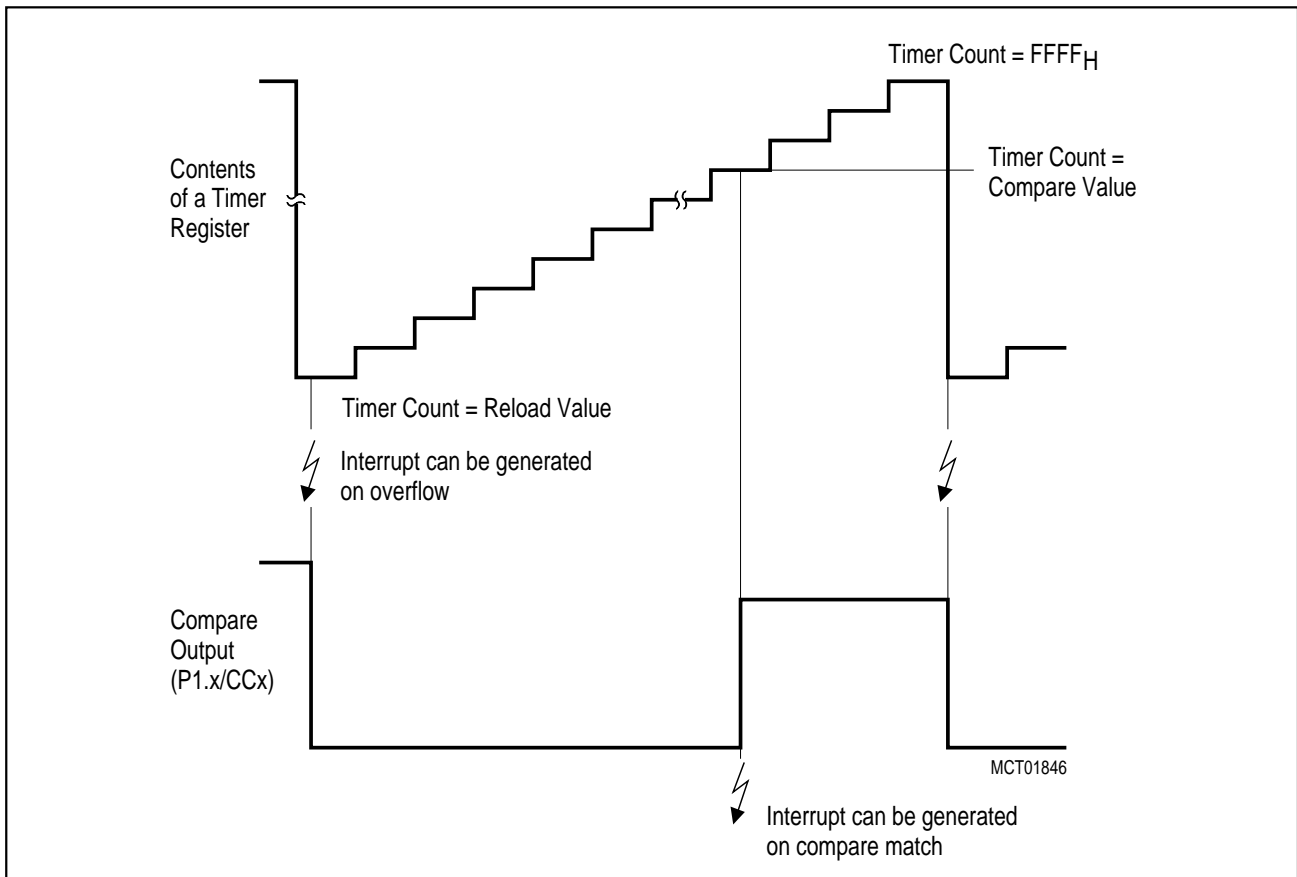 Timer Count = FFFFH
Contents
of a Timer
Register
Timer Count =
Compare Value
Timer Count = Reload Value
Interrupt can be generated
on overflow
Compare
Output
(P1.x/CCx)
MCT01846
Interrupt can be generated
on compare match